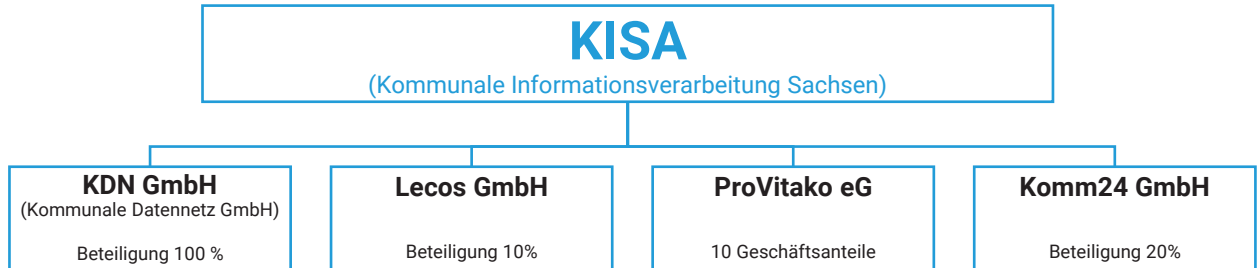 KISA
(Kommunale Informationsverarbeitung Sachsen)
KDN GmbH
(Kommunale Datennetz GmbH)
Beteiligung 100 %
Lecos GmbH
Beteiligung 10%
ProVitako eG
10 Geschäftsanteile
Komm24 GmbH
Beteiligung 20%